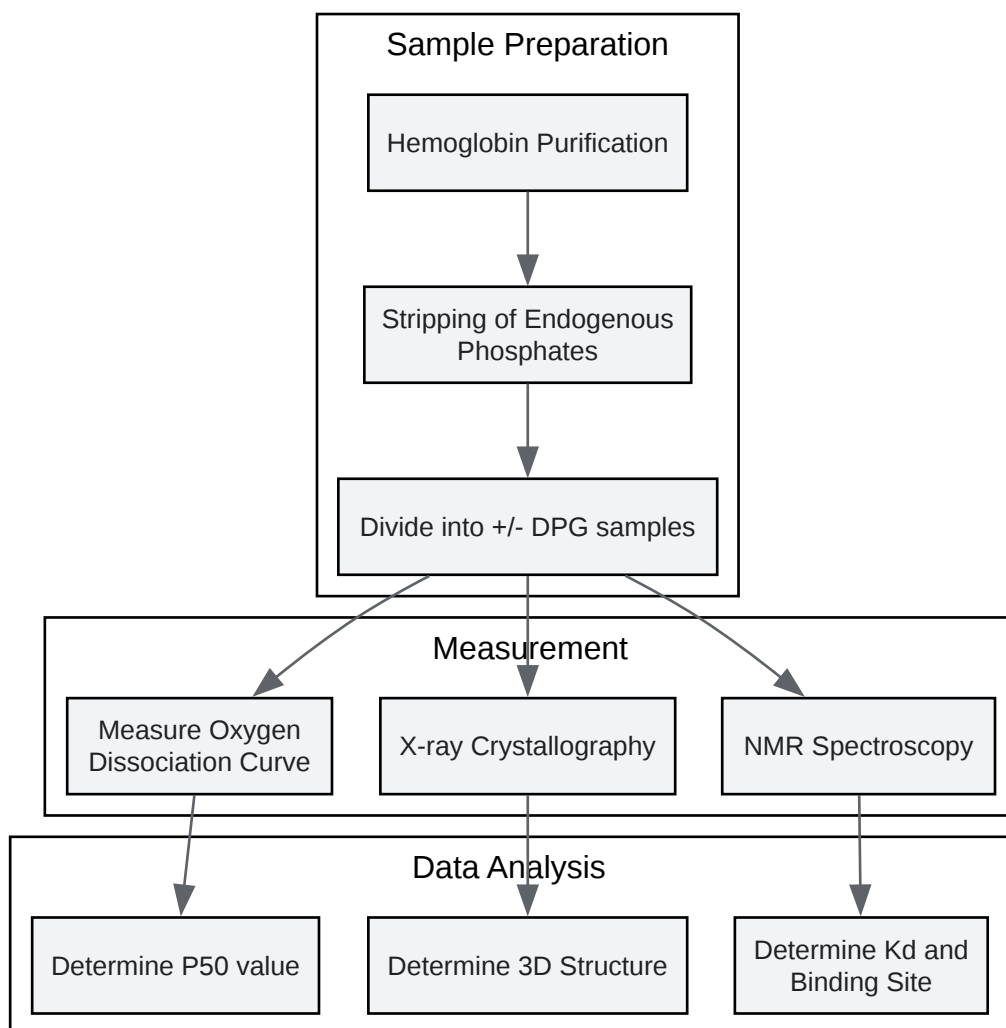 Sample Preparation
Hemoglobin Purification
Stripping of Endogenous
Phosphates
Divide into +/- DPG samples
Measurement
Measure Oxygen
Dissociation Curve
X-ray Crystallography
NMR Spectroscopy
Data Analysis
Determine P50 value
Determine 3D Structure
Determine Kd and
Binding Site